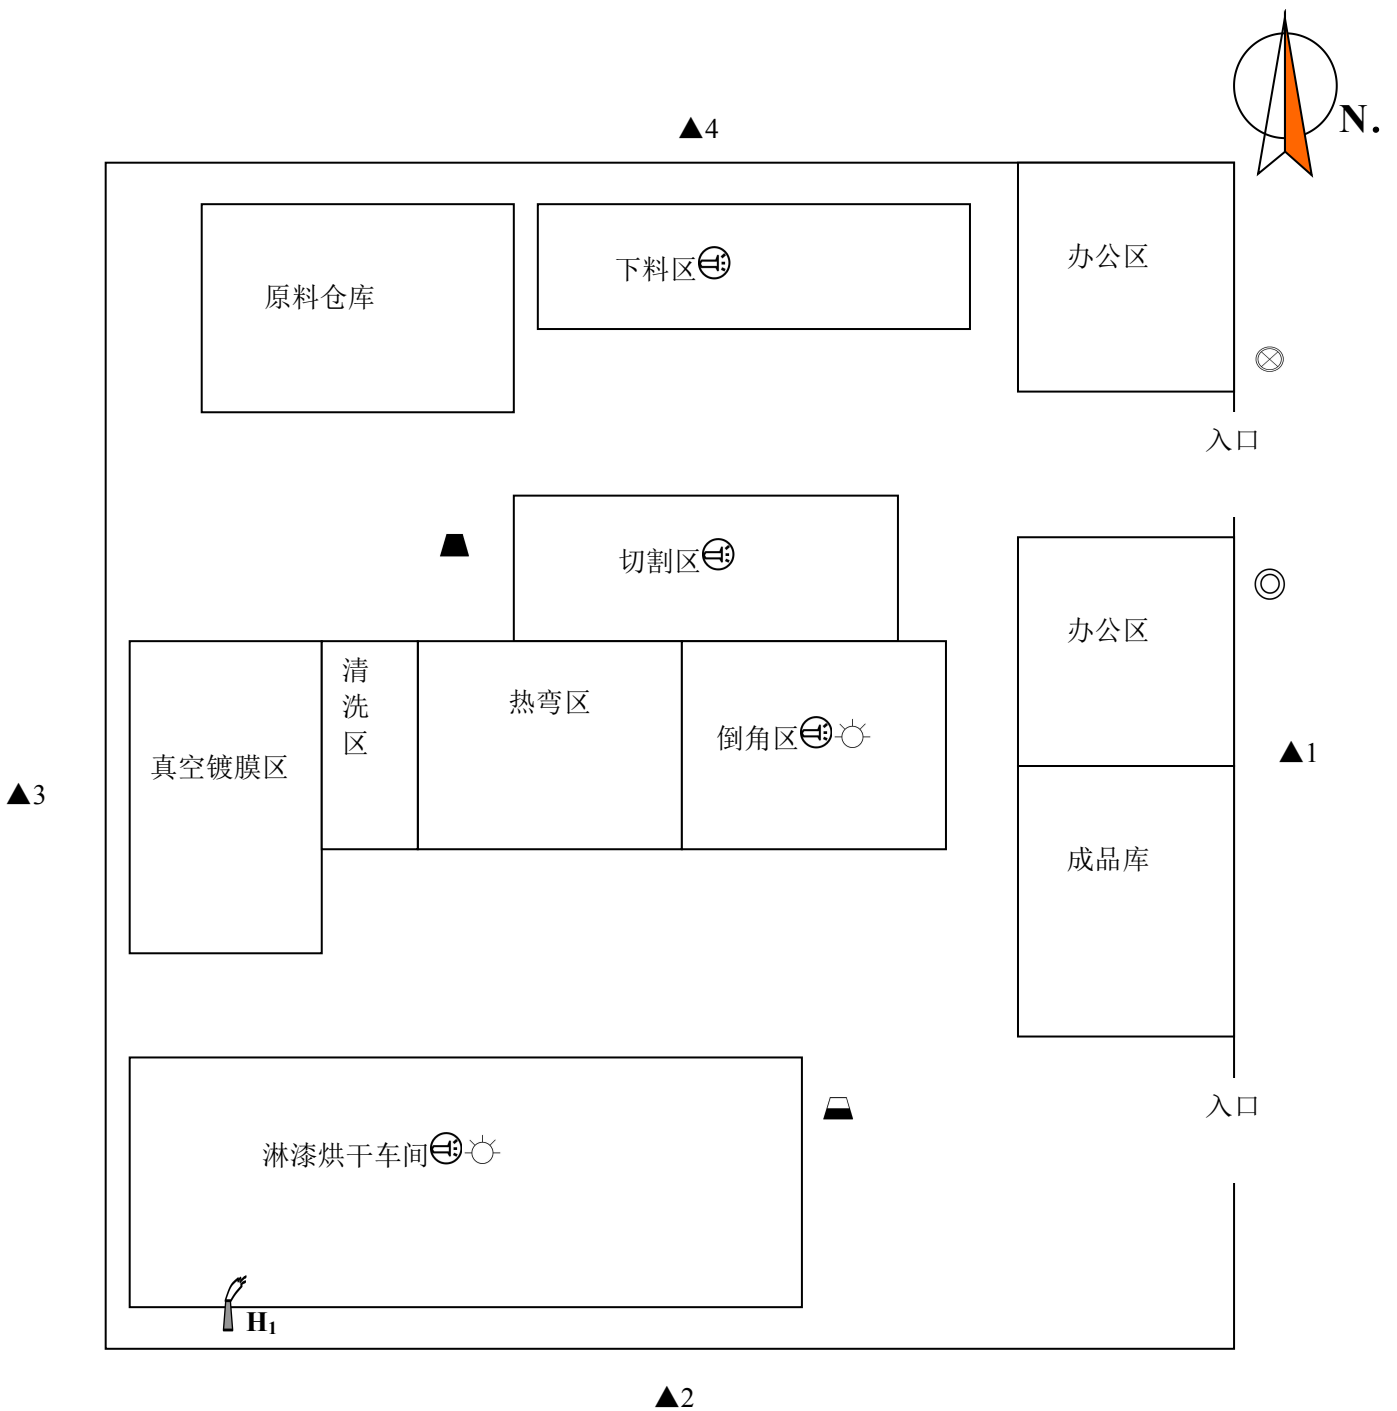 N.
▲4
办公区
下料区
原料仓库
入口
切割区
办公区
清
洗
区
热弯区
倒角区
真空镀膜区
▲1
▲3
成品库
入口
淋漆烘干车间
H₁
▲2